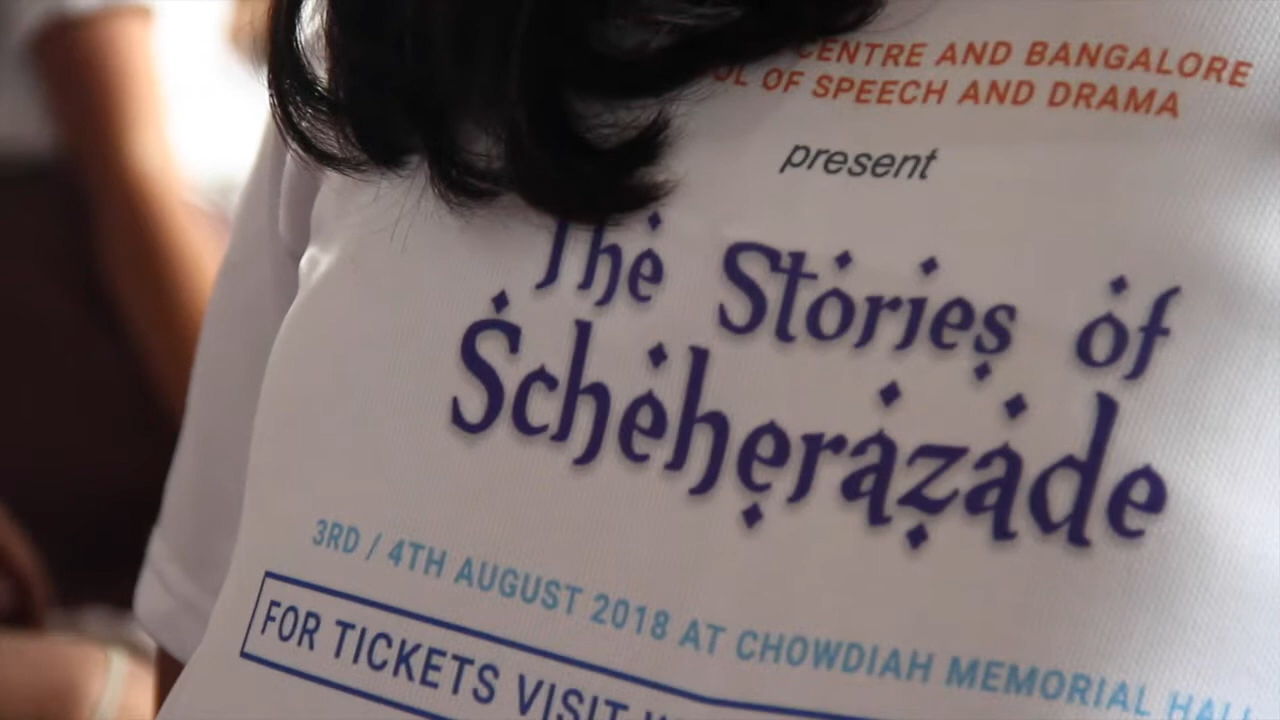 CENTRE AND BANGALORE
OF SPEECH AND DRAMA
present
The Stories of
Scheherazade
3RD / 4TH AUGUST 2018 AT CHOWDIAH MEMORIAL HALL
FOR TICKETS VISIT